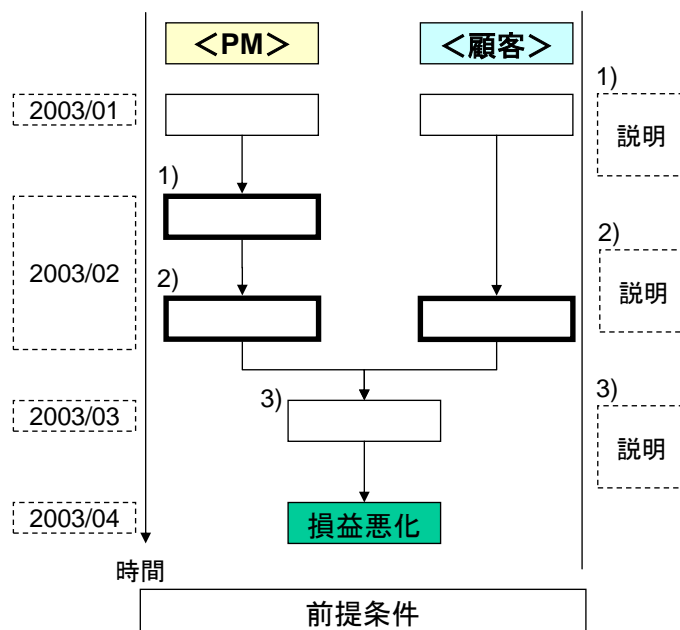 ＜PM＞
＜顧客＞
2003/01
1)
説明
1)
2003/02
2)
説明
2)
2003/03
3)
3)
説明
2003/04
損益悪化
時間
前提条件